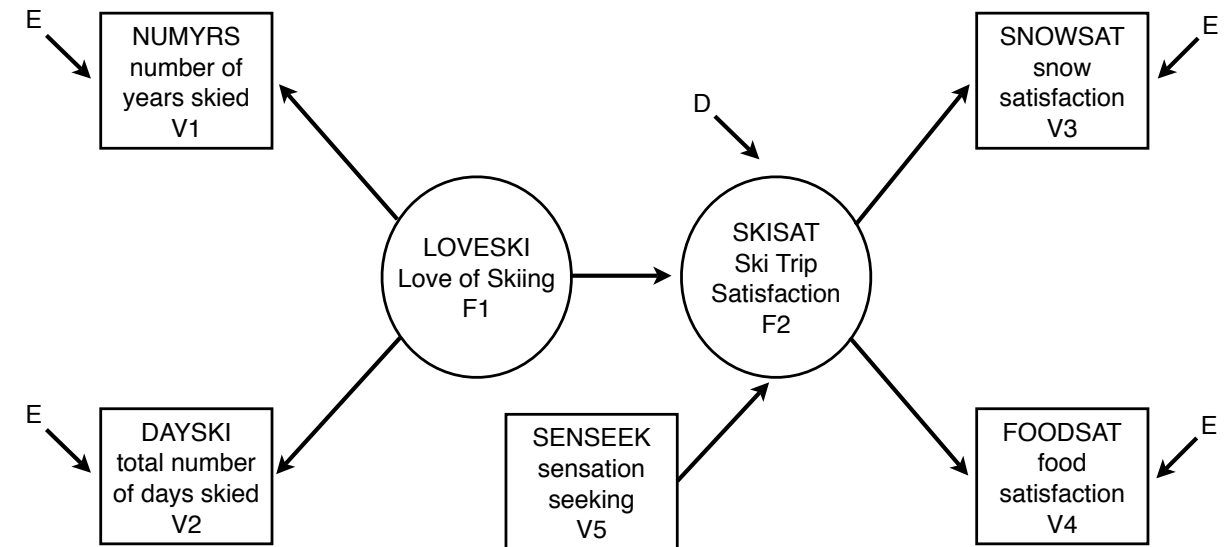 E
NUMYRS
number of
years skied
V1
SNOWSAT
snow
satisfaction
V3
E
D
LOVESKI
Love of Skiing
F1
SKISAT
Ski Trip
Satisfaction
F2
E
DAYSKI
total number
of days skied
V2
SENSEEK
sensation
seeking
V5
FOODSAT
food
satisfaction
V4
E